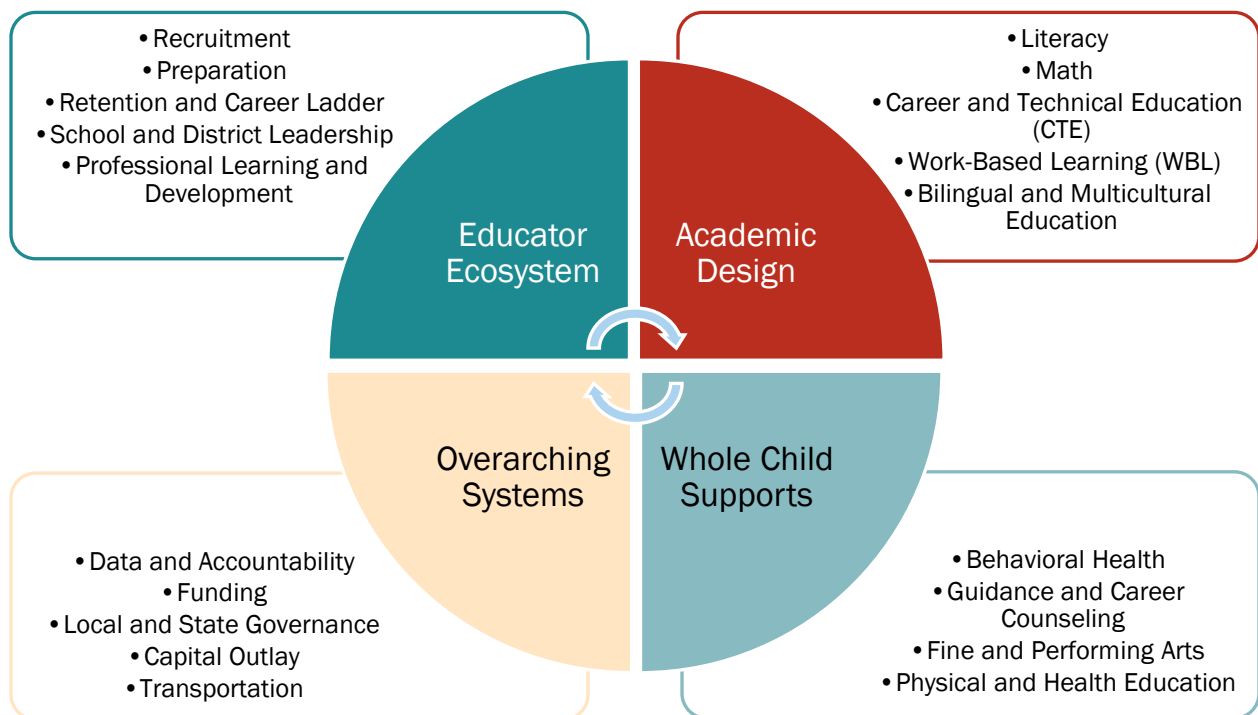 •Recruitment
•Preparation
•Retention and Career Ladder
•School and District Leadership
•Professional Learning and
Development
•Literacy
•Math
•Career and Technical Education
(CTE)
•Work-Based Learning (WBL)
•Bilingual and Multicultural
Education
Educator
Ecosystem
Academic
Design
Overarching
Systems
Whole Child
Supports
•Data and Accountability
•Funding
•Local and State Governance
•Capital Outlay
•Transportation
•Behavioral Health
•Guidance and Career
Counseling
•Fine and Performing Arts
•Physical and Health Education